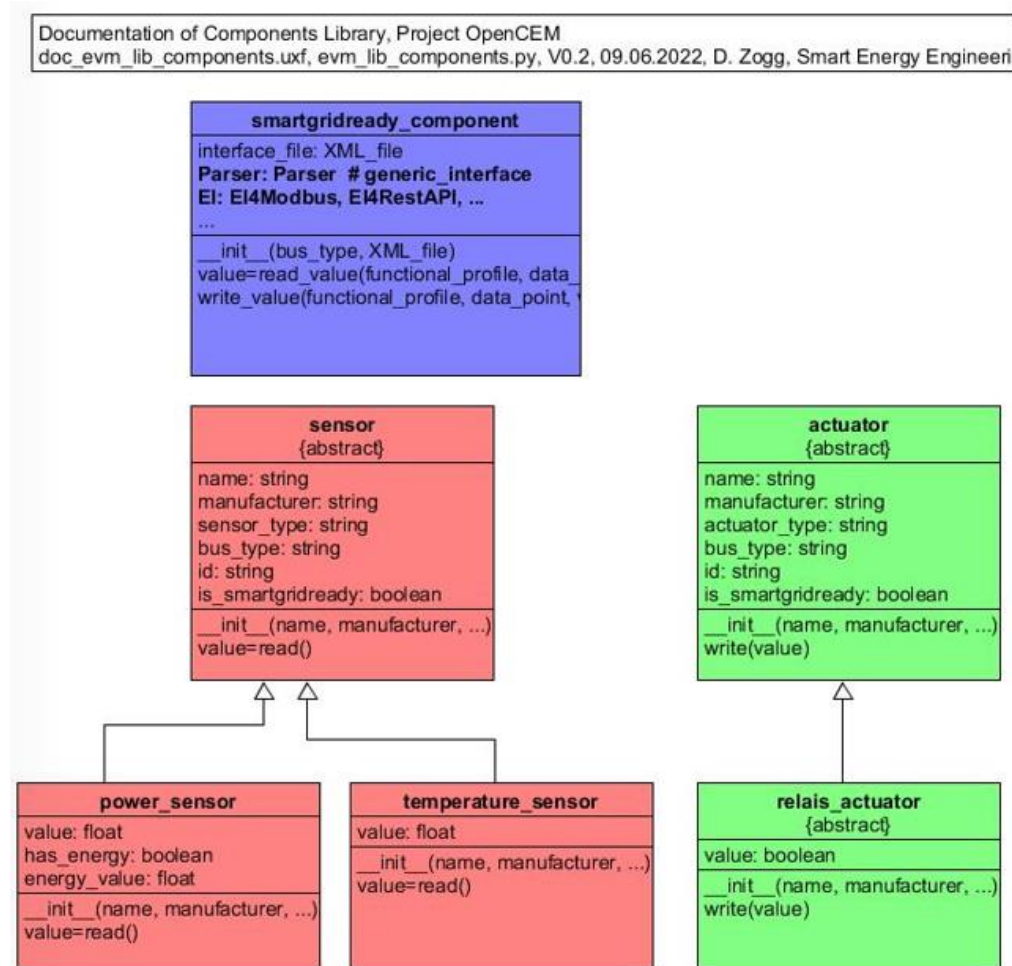 Documentation of Components Library, Project OpenCEM
doc_evm_lib_components.uxf, evm_lib_components.py, V0.2, 09.06.2022, D. Zogg, Smart Energy Engineeri
smartgridready_component
interface_file: XML_file
Parser: Parser # generic_interface
EI: EI4Modbus, EI4RestAPI, ...
...
__init__(bus_type, XML_file)
value=read_value(functional_profile, data_
write_value(functional_profile, data_point,
sensor
{abstract}
name: string
manufacturer: string
sensor_type: string
bus_type: string
id: string
is_smartgridready: boolean
__init__(name, manufacturer, ...)
value=read()
actuator
{abstract}
name: string
manufacturer: string
actuator_type: string
bus_type: string
id: string
is_smartgridready: boolean
__init__(name, manufacturer, ...)
write(value)
power_sensor
value: float
has_energy: boolean
energy_value: float
__init__(name, manufacturer, ...)
value=read()
temperature_sensor
value: float
__init__(name, manufacturer, ...)
value=read()
relais_actuator
{abstract}
value: boolean
__init__(name, manufacturer, ...)
write(value)